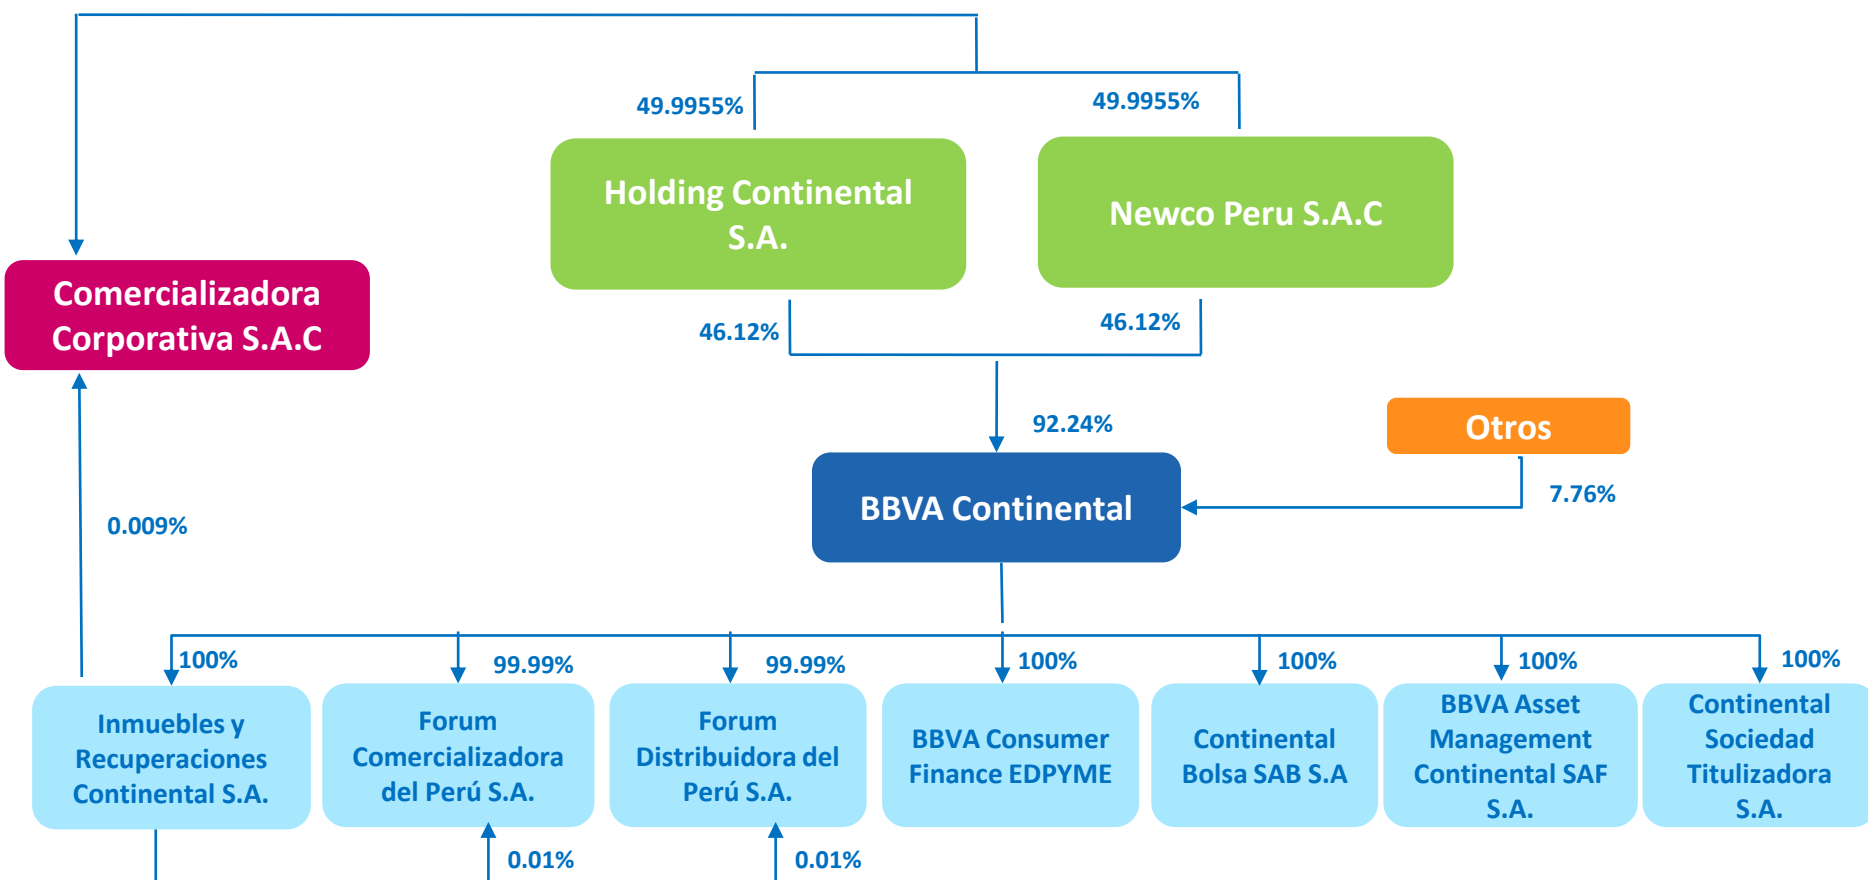 49.9955%
49.9955%
Holding Continental
S.A.
Newco Peru S.A.C
Comercializadora
Corporativa S.A.C
46.12%
46.12%
92.24%
Otros
BBVA Continental
7.76%
0.009%
100%
99.99%
99.99%
100%
100%
100%
100%
Inmuebles y
Recuperaciones
Continental S.A.
Forum
Comercializadora
del Perú S.A.
Forum
Distribuidora del
Perú S.A.
BBVA Consumer
Finance EDPYME
Continental
Bolsa SAB S.A
BBVA Asset
Management
Continental SAF
S.A.
Continental
Sociedad
Titulizadora
S.A.
0.01%
0.01%